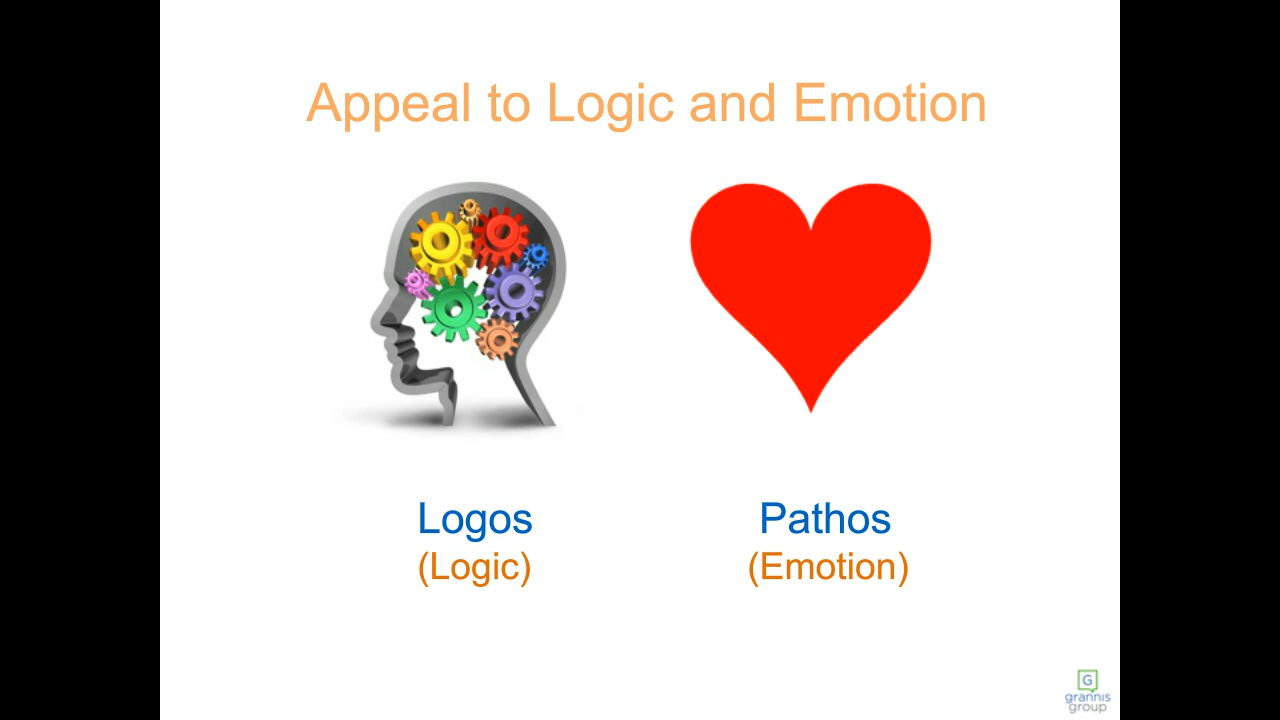 Appeal to Logic and Emotion
Logos
(Logic)
Pathos
(Emotion)
G
grannis
group